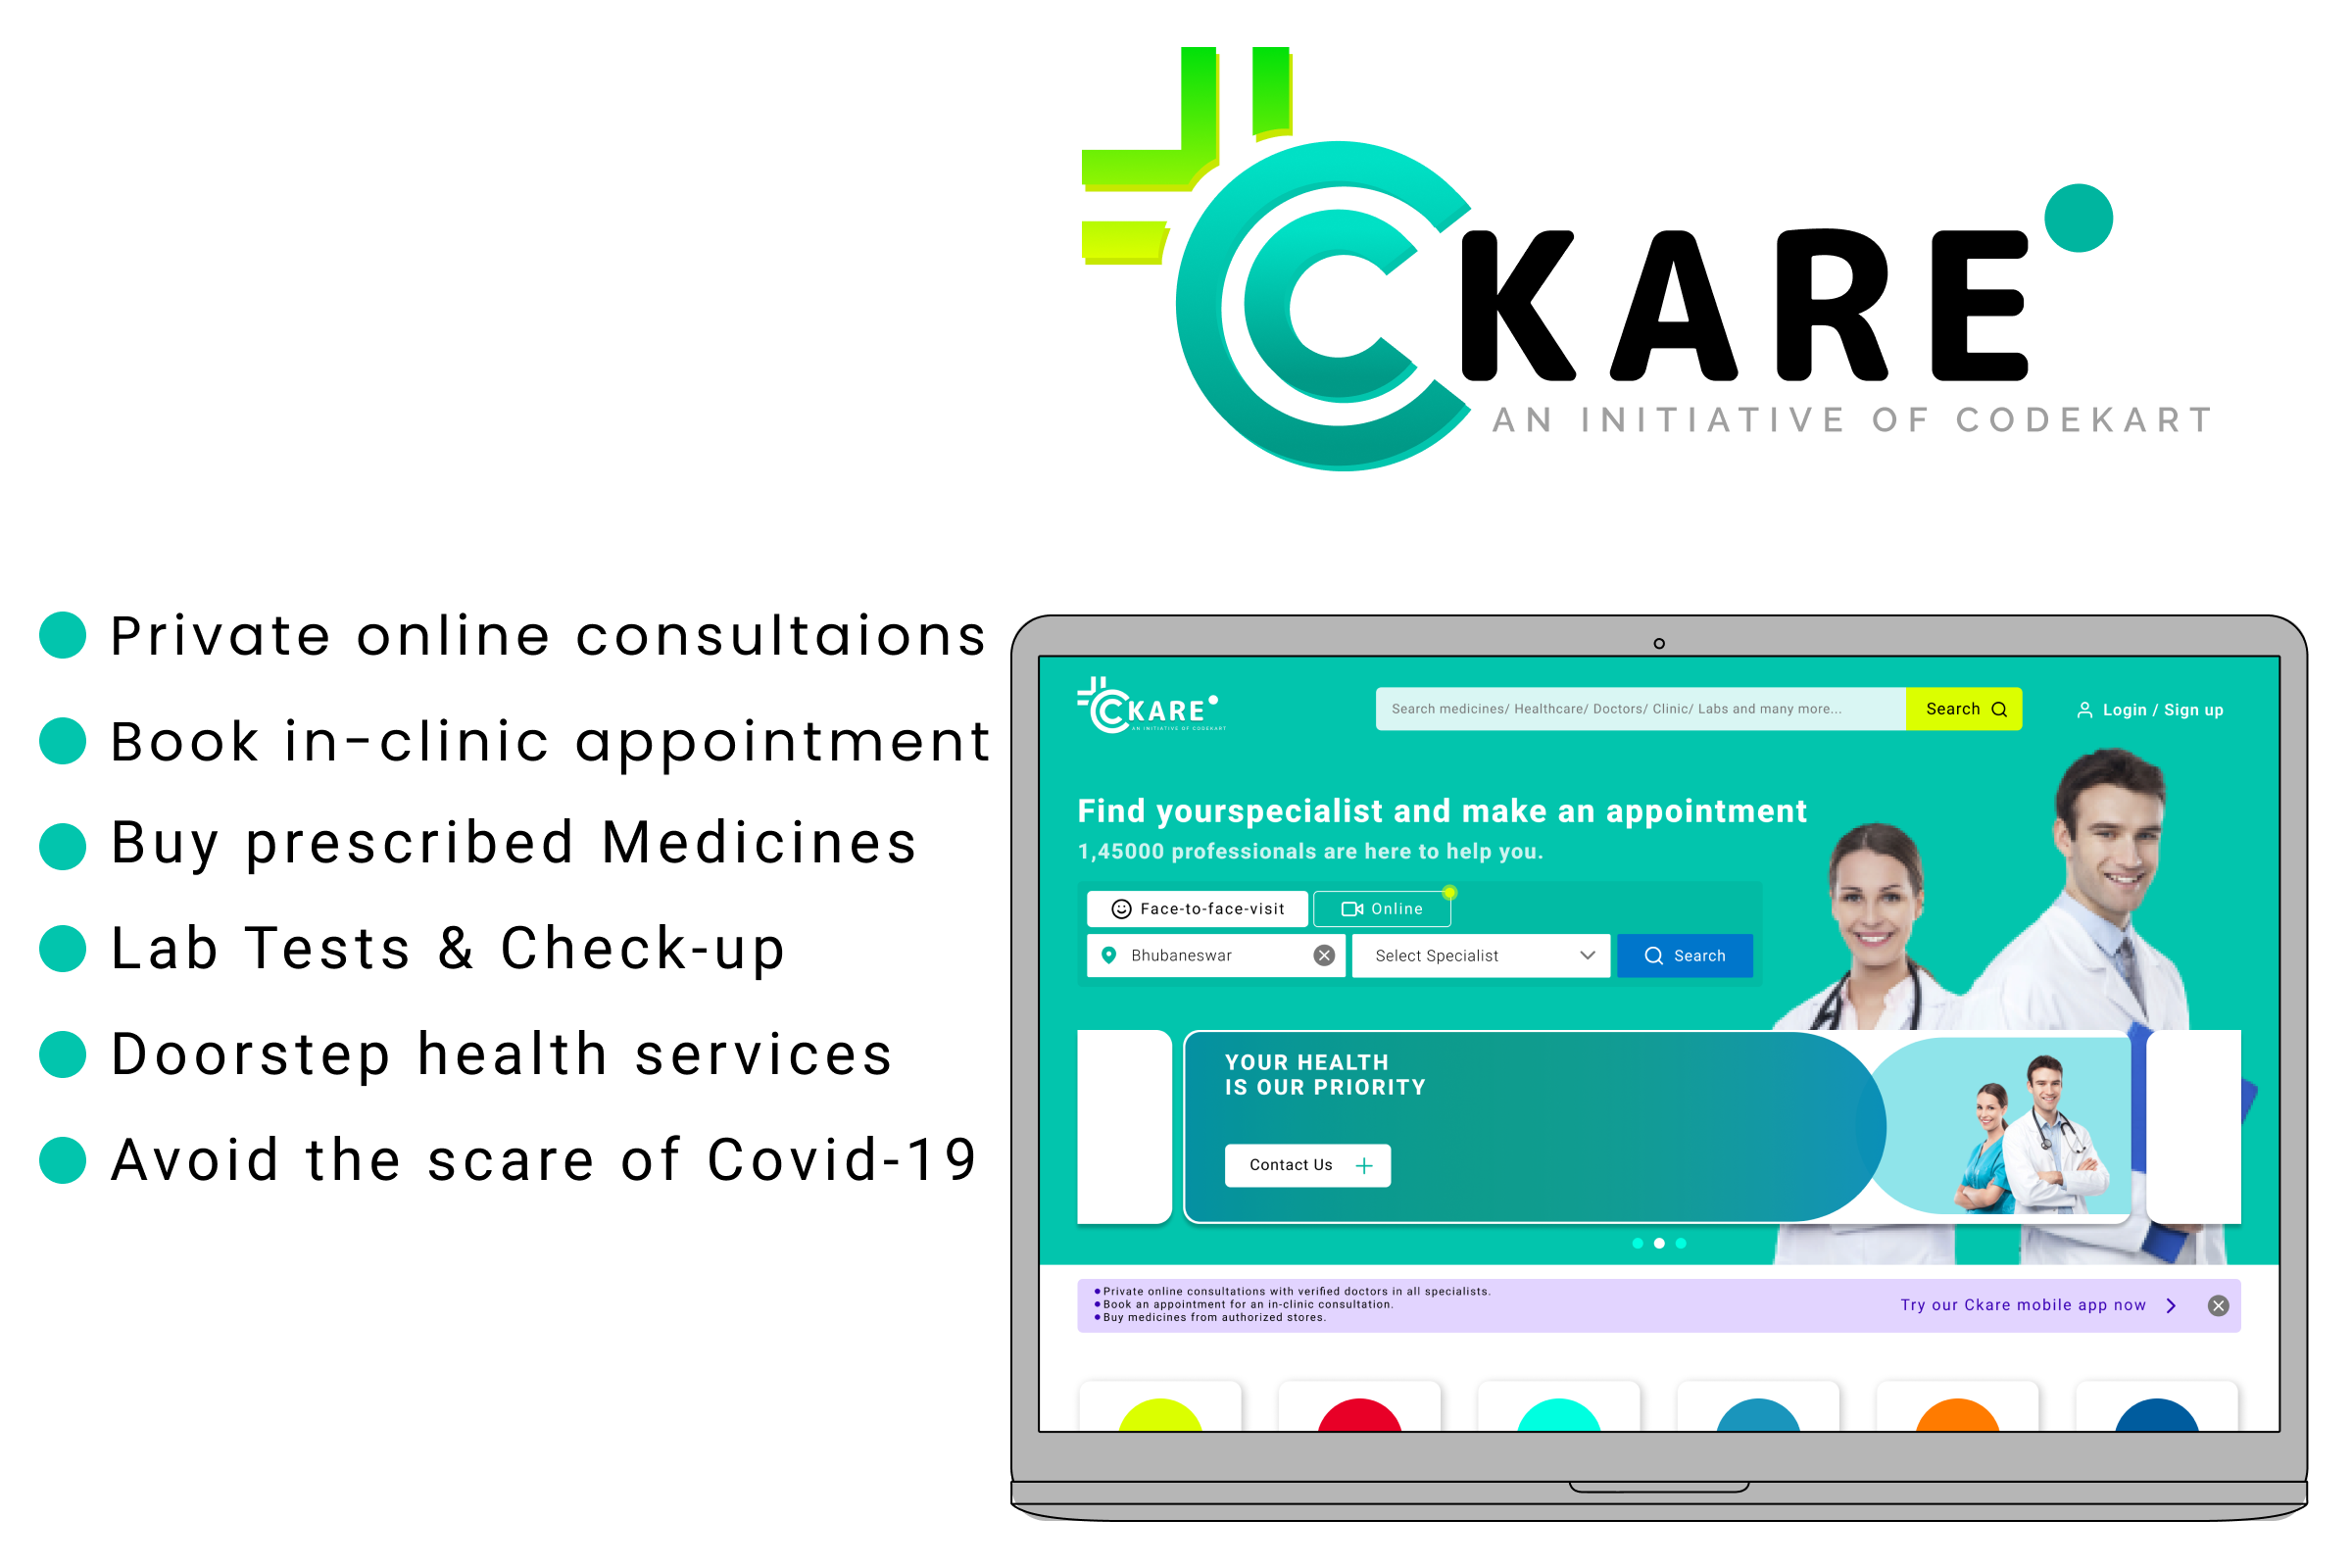 CKARE
AN INITIATIVE OF CODEKART
Private online consultaions
Book in-clinic appointment
Buy prescribed Medicines
Lab Tests & Check-up
Doorstep health services
Avoid the scare of Covid-19
CKARE
AN INITIATIVE OF CODEKART
Search medicines/ Healthcare/ Doctors/ Clinic/ Labs and many more...
Search
Login / Sign up
Find yourspecialist and make an appointment
1,45000 professionals are here to help you.
Face-to-face-visit
Online
Bhubaneswar
Select Specialist
Search
YOUR HEALTH
IS OUR PRIORITY
Contact Us
Private online consultations with verified doctors in all specialists.
Book an appointment for an in-clinic consultation.
Buy medicines from authorized stores.
Try our Ckare mobile app now